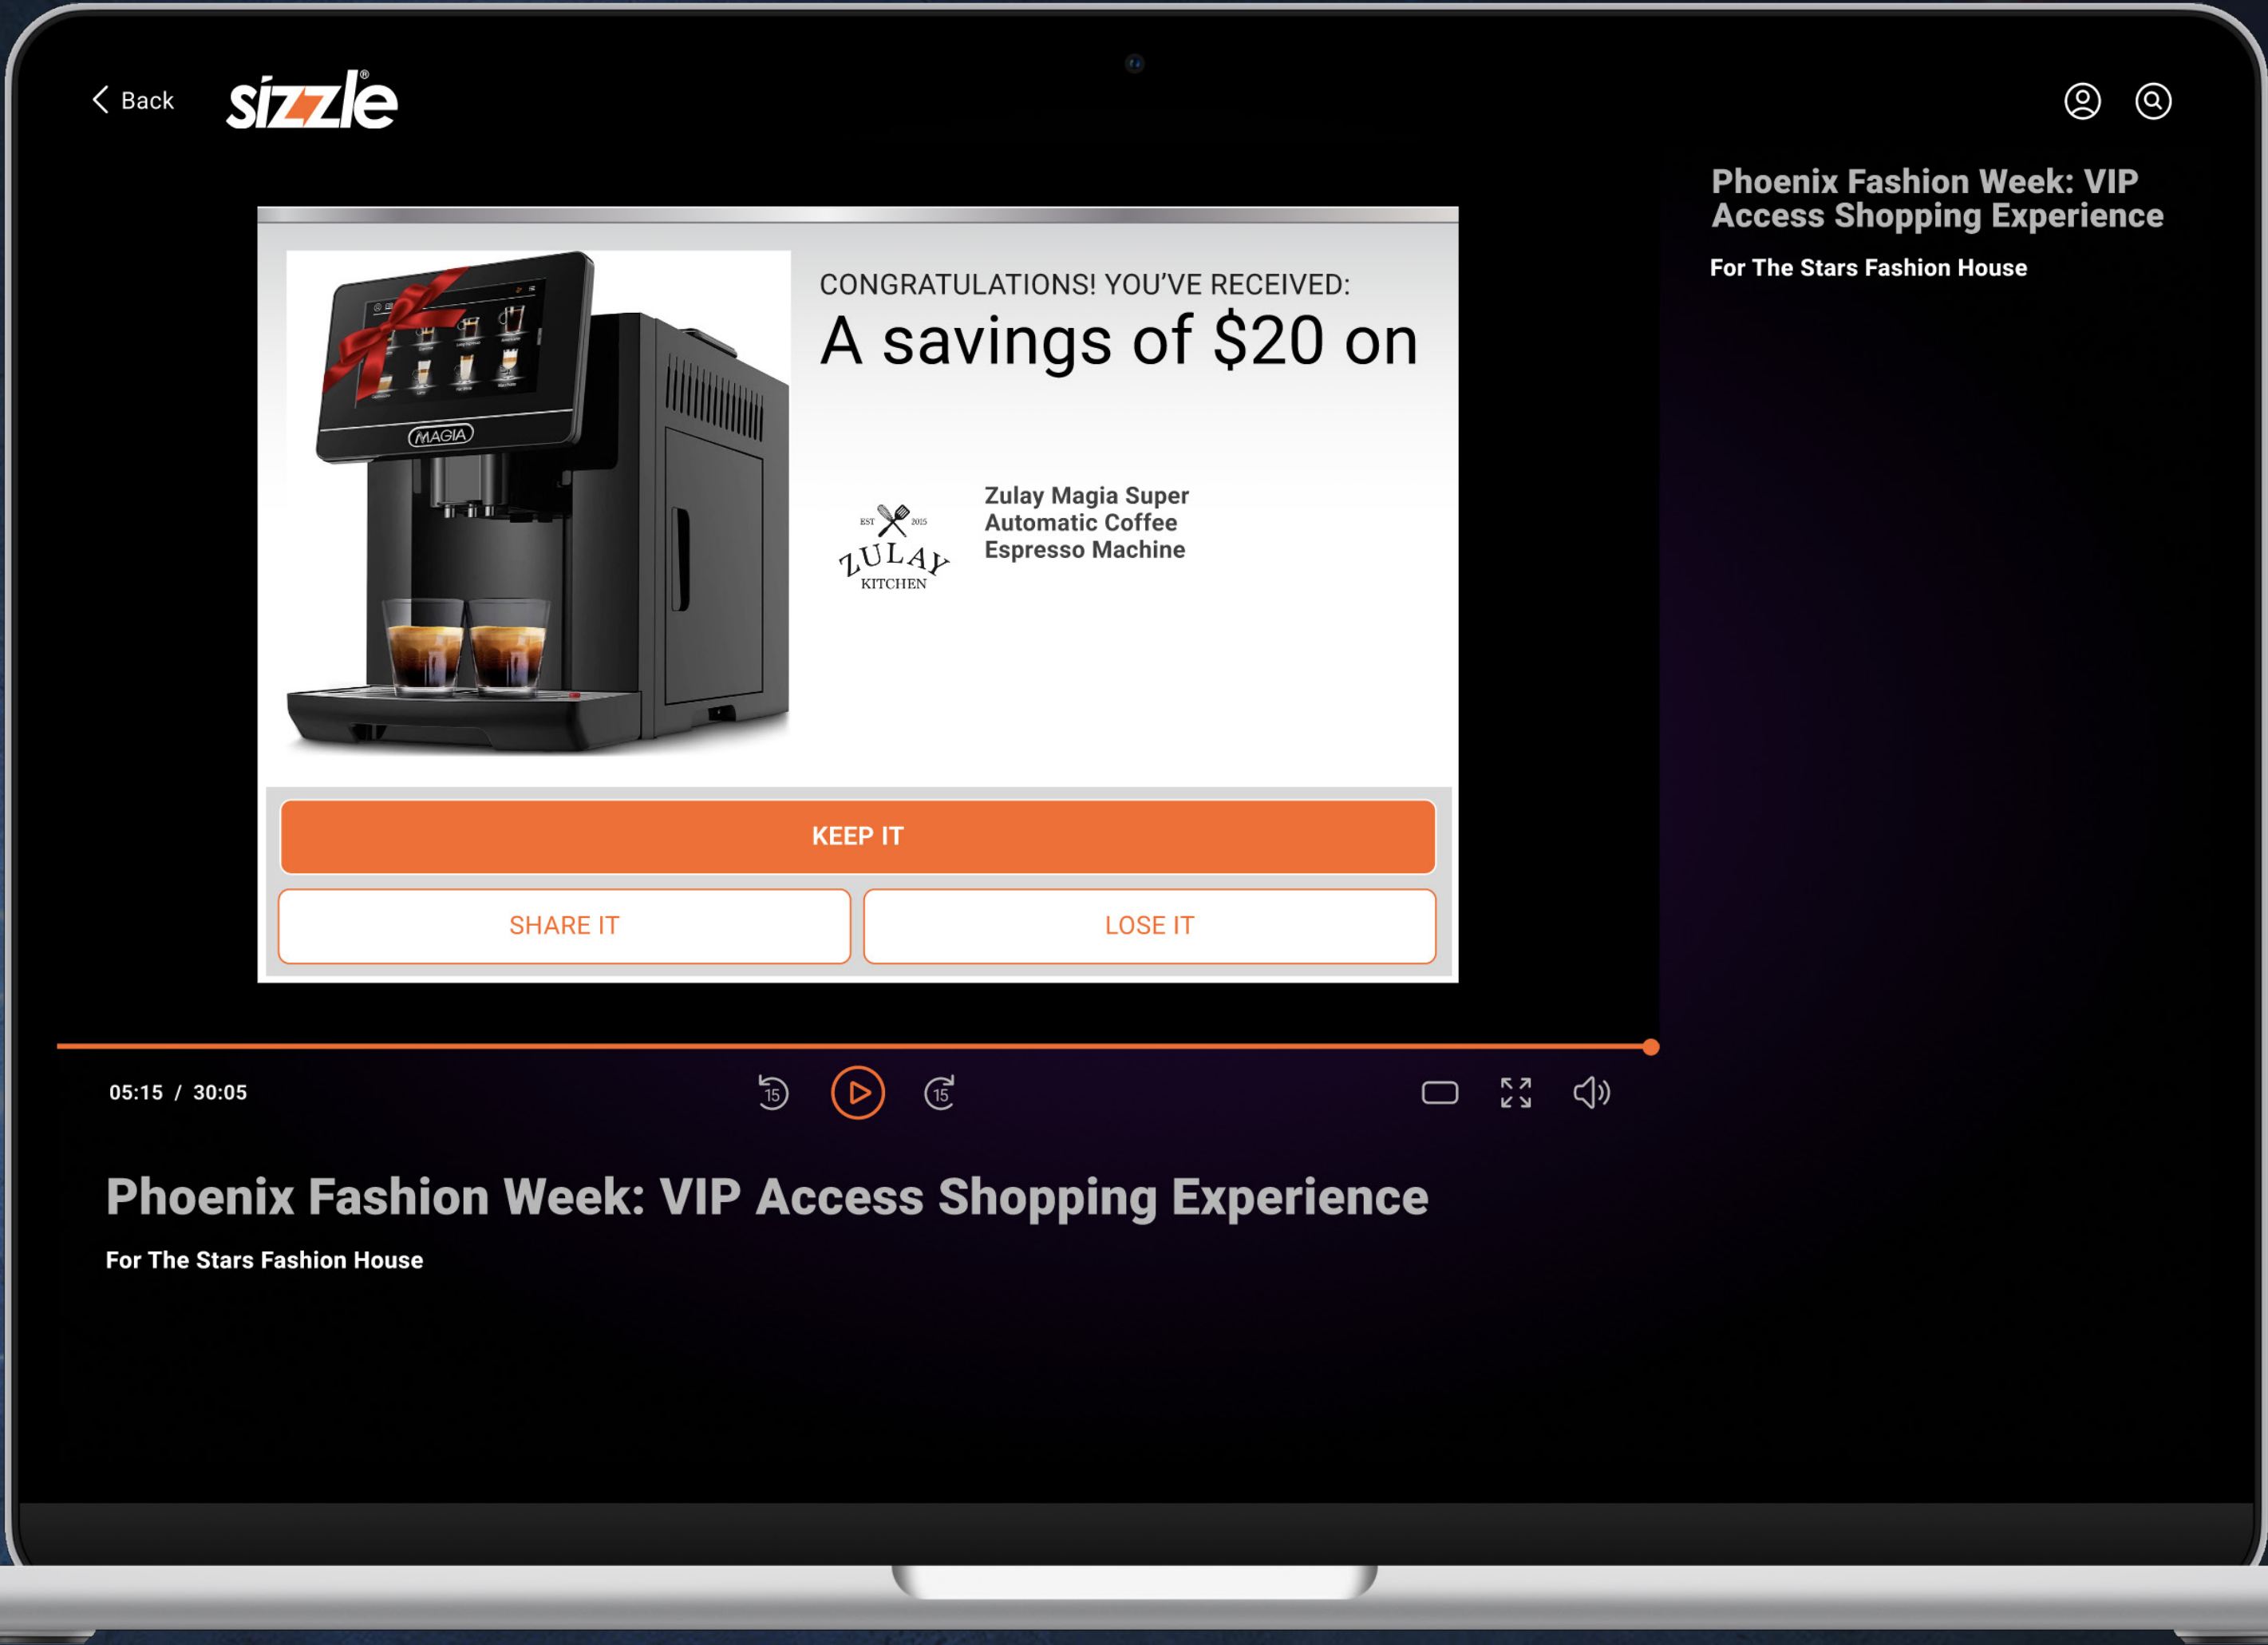 Back
sizzle®
Phoenix Fashion Week: VIP
Access Shopping Experience
For The Stars Fashion House
CONGRATULATIONS! YOU'VE RECEIVED:
A savings of $20 on
MAGIA
EST 2015
ZULAY
KITCHEN
Zulay Magia Super
Automatic Coffee
Espresso Machine
KEEP IT
SHARE IT
LOSE IT
05:15 / 30:05
15
15
Phoenix Fashion Week: VIP Access Shopping Experience
For The Stars Fashion House